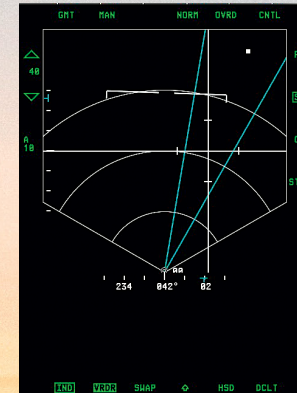 GMT MAN NORM OVRD CNTL
40
A
10
AA
234 042° 02
IND VRDR SWAP HSD DCLT